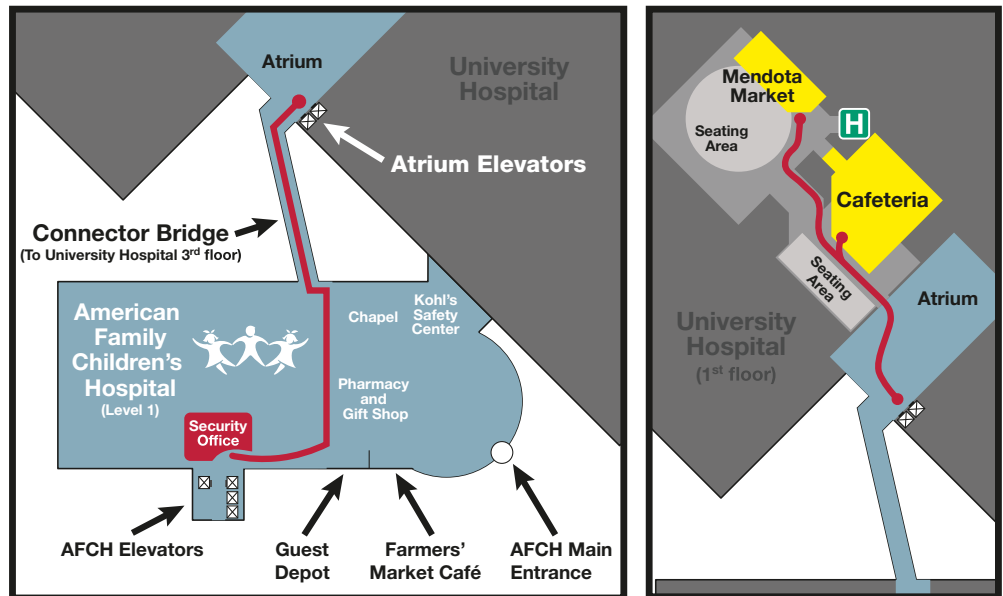 Atrium
University
Hospital
Atrium Elevators
Connector Bridge
(To University Hospital 3rd floor)
American
Family
Children's
Hospital
(Level 1)
Chapel
Kohl's
Safety
Center
Pharmacy
and
Gift Shop
Security
Office
AFCH Elevators
Guest
Depot
Farmers'
Market Café
AFCH Main
Entrance
Mendota
Market
H
Seating
Area
Cafeteria
Seating
Area
Atrium
University
Hospital
(1st floor)